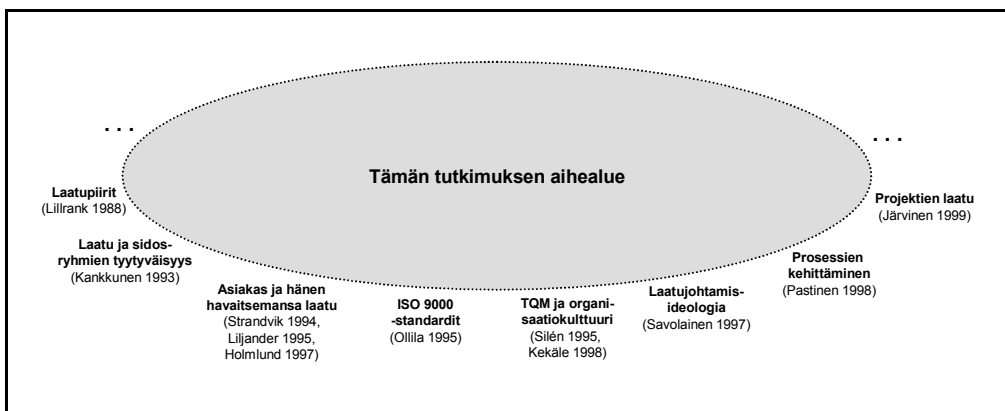 . . .
. . .
Tämän tutkimuksen aihealue
Laatupiirit
(Lillrank 1988)
Laatu ja sidos-
ryhmien tyytyväisyys
(Kankkunen 1993)
Asiakas ja hänen
havaitsemansa laatu
(Strandvik 1994,
Liljander 1995,
Holmlund 1997)
ISO 9000
-standardit
(Ollila 1995)
TQM ja organi-
saatiokulttuuri
(Silén 1995,
Kekäle 1998)
Laatujohtamis-
ideologia
(Savolainen 1997)
Prosessien
kehittäminen
(Pastinen 1998)
Projektien laatu
(Järvinen 1999)